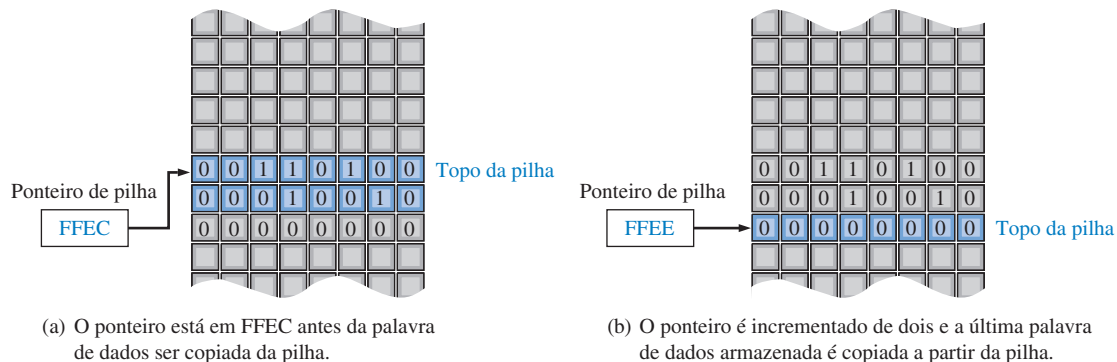 0 0 1 1 0 1 0 0 Topo da pilha
Ponteiro de pilha
0 0 0 1 0 0 1 0
FFEC
0 0 0 0 0 0 0 0
(a) O ponteiro está em FFEC antes da palavra
de dados ser copiada da pilha.
0 0 1 1 0 1 0 0
Ponteiro de pilha
0 0 0 1 0 0 1 0
FFEE
0 0 0 0 0 0 0 0 Topo da pilha
(b) O ponteiro é incrementado de dois e a última palavra
de dados armazenada é copiada a partir da pilha.